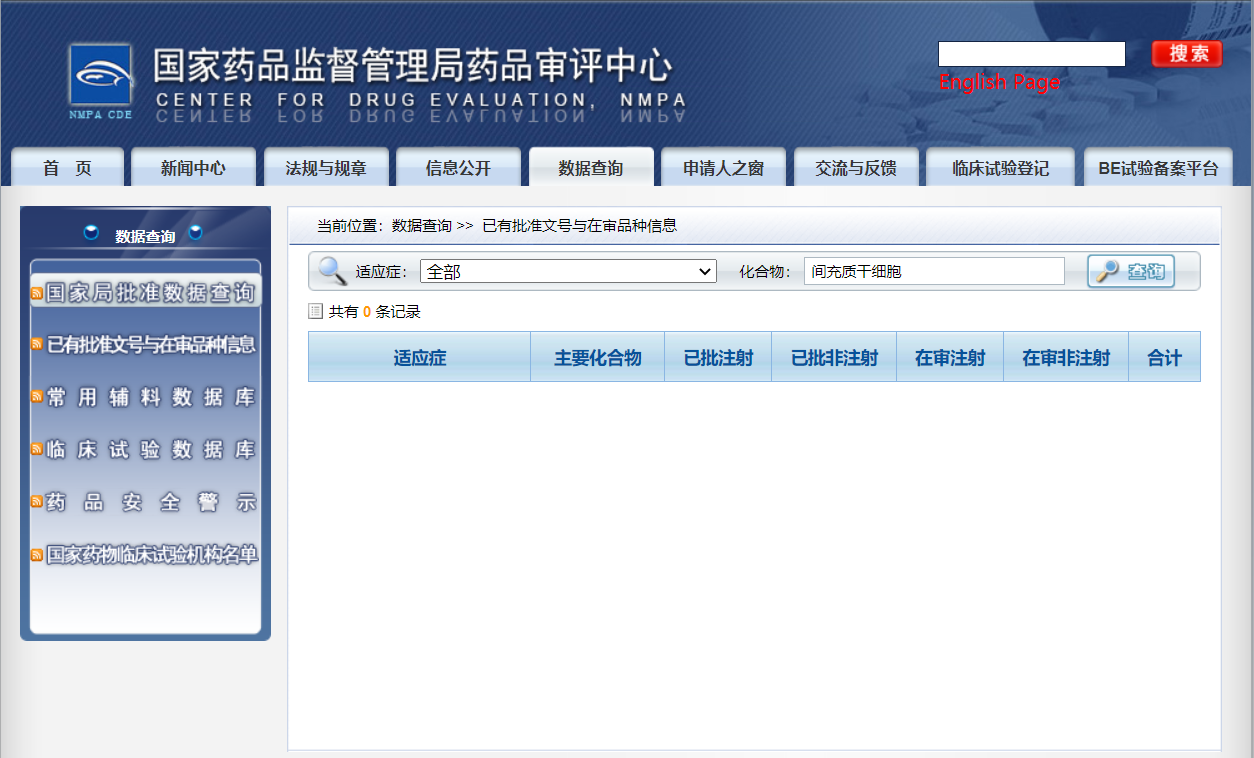 国家药品监督管理局药品审评中心
CENTER FOR DRUG EVALUATION, NMPA
NMPA CDE
搜索
English Page
首 页 新闻中心 法规与规章 信息公开 数据查询 申请人之窗 交流与反馈 临床试验登记 BE试验备案平台
数据查询
国家局批准数据查询
已有批准文号与在审品种信息
常用辅料数据库
临床试验数据库
药品安全警示
国家药物临床试验机构名单
当前位置：数据查询 >> 已有批准文号与在审品种信息
适应症： 全部 化合物： 间充质干细胞 查询
共有 0 条记录
适应症 主要化合物 已批注射 已批非注射 在审注射 在审非注射 合计